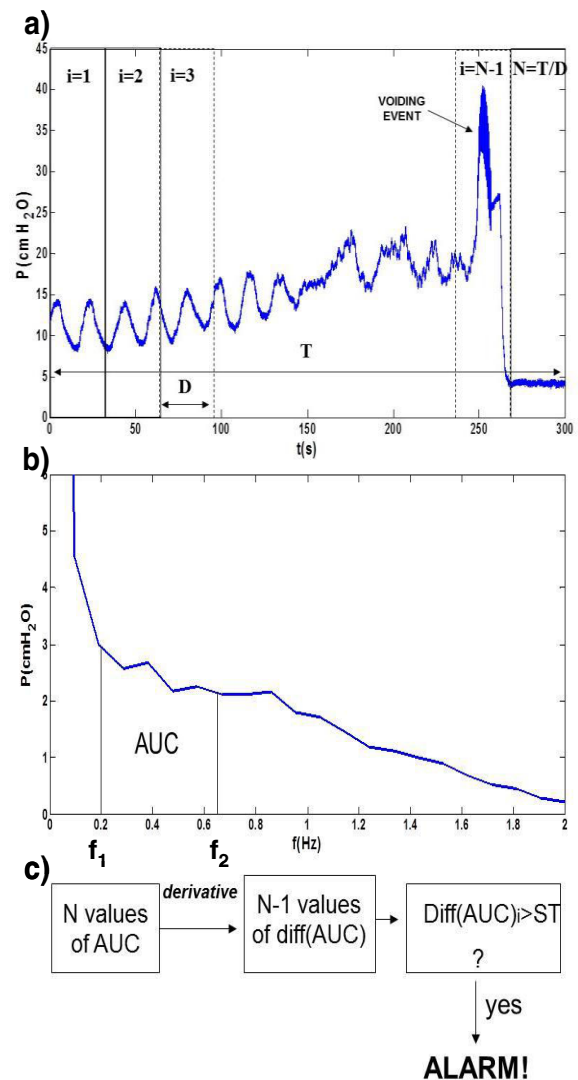 a)
45
40
35
30
25
20
15
10
5
0
P(cmH₂O)
i=1
i=2
i=3
i=N-1
N=T/D
VOIDING
EVENT
T
D
0
50
100
150
200
250
300
t(s)
b)
6
5
4
3
2
1
0
P(cmH₂O)
AUC
0
0.2
0.4
0.6
0.8
1
1.2
1.4
1.6
1.8
2
f₁
f₂
f(Hz)
c)
N values
of AUC
derivative
N-1 values
of diff(AUC)
Diff(AUC)i>ST
?
yes
ALARM!